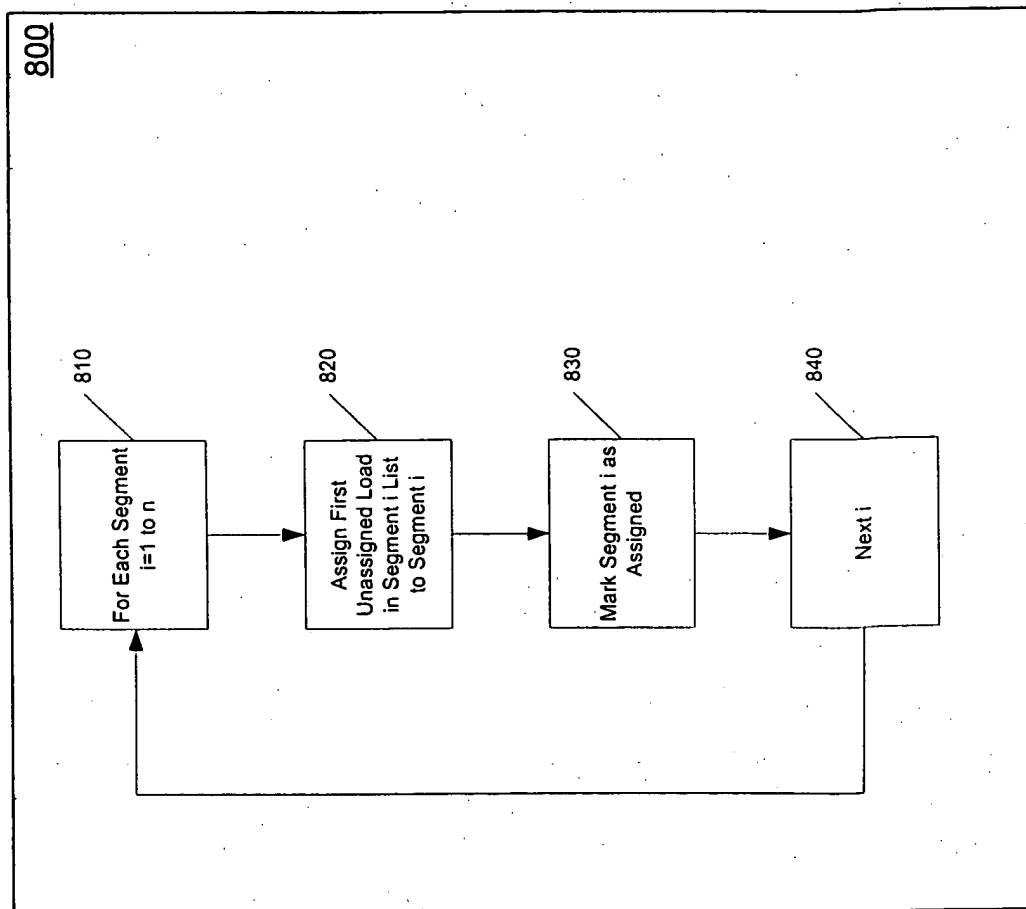 800
810
For Each Segment
i=1 to n
820
Assign First
Unassigned Load
in Segment i List
to Segment i
830
Mark Segment i as
Assigned
840
Next i